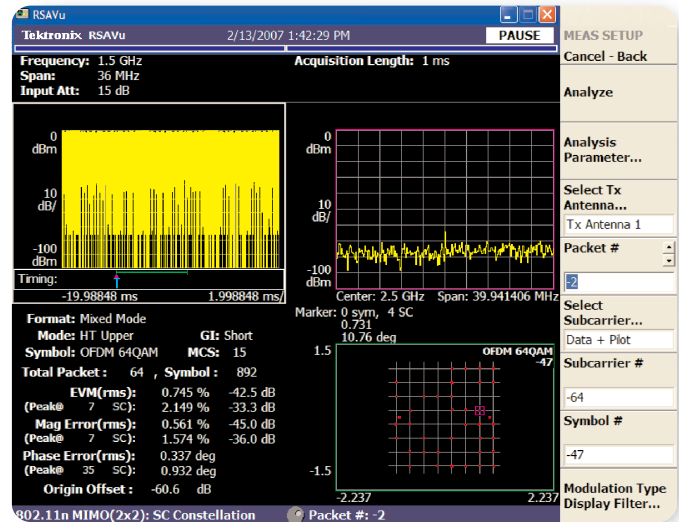 RSAVu
Tektronix RSAVu 2/13/2007 1:42:29 PM PAUSE
Frequency: 1.5 GHz Acquisition Length: 1 ms
Span: 36 MHz
Input Att: 15 dB
0
dBm
10
dB/
-100
dBm
Timing:
-19.98848 ms 1.998848 ms/
0
dBm
10
dB/
-100
dBm
Center: 2.5 GHz Span: 39.941406 MHz
Marker: 0 sym, 4 SC
0.731
10.76 deg
Format: Mixed Mode
Mode: HT Upper GI: Short
Symbol: OFDM 64QAM MCS: 15
Total Packet : 64 , Symbol : 892
EVM(rms): 0.745 % -42.5 dB
(Peak@ 7 SC): 2.149 % -33.3 dB
Mag Error(rms): 0.561 % -45.0 dB
(Peak@ 7 SC): 1.574 % -36.0 dB
Phase Error(rms): 0.337 deg
(Peak@ 35 SC): 0.932 deg
Origin Offset : -60.6 dB
1.5
OFDM 64QAM
-47
-1.5
-2.237 2.237
802.11n MIMO(2x2): SC Constellation Packet #: -2
MEAS SETUP
Cancel - Back
Analyze
Analysis
Parameter...
Select Tx
Antenna...
Tx Antenna 1
Packet #
-2
Select
Subcarrier...
Data + Pilot
Subcarrier #
-64
Symbol #
-47
Modulation Type
Display Filter...